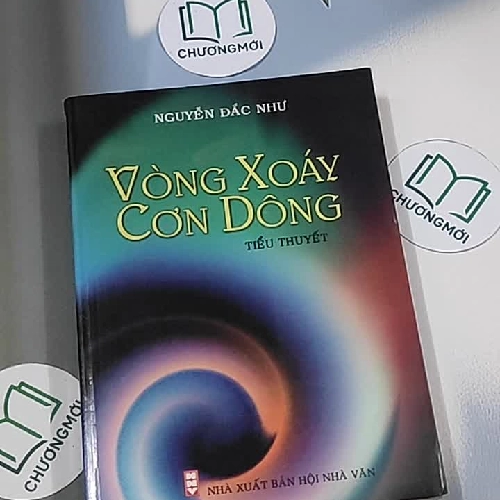 CHƯƠNGMỚI
NGUYỄN ĐẮC NHƯ
VÒNG XOÁY
CƠN DÔNG
TIỂU THUYẾT
CHƯƠNGMỚI
CHƯƠNGMỚI
NHÀ XUẤT BẢN HỘI NHÀ VĂN